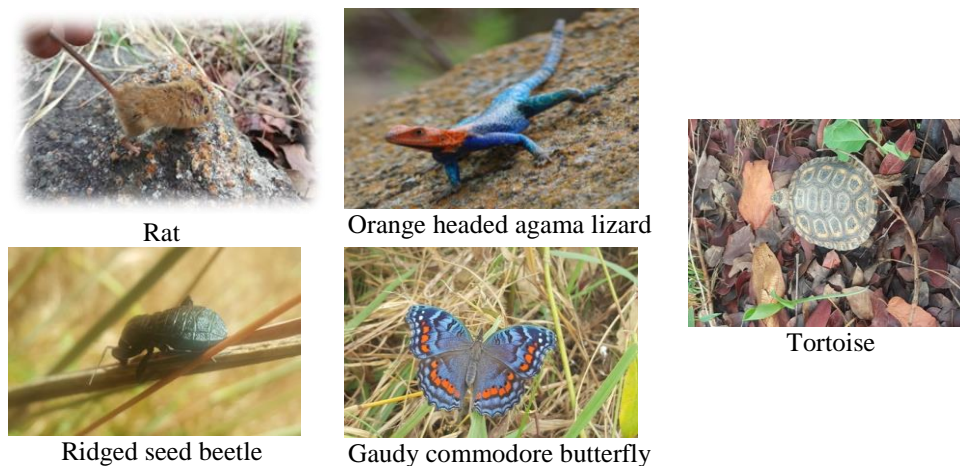 Rat
Orange headed agama lizard
Tortoise
Ridged seed beetle
Gaudy commodore butterfly